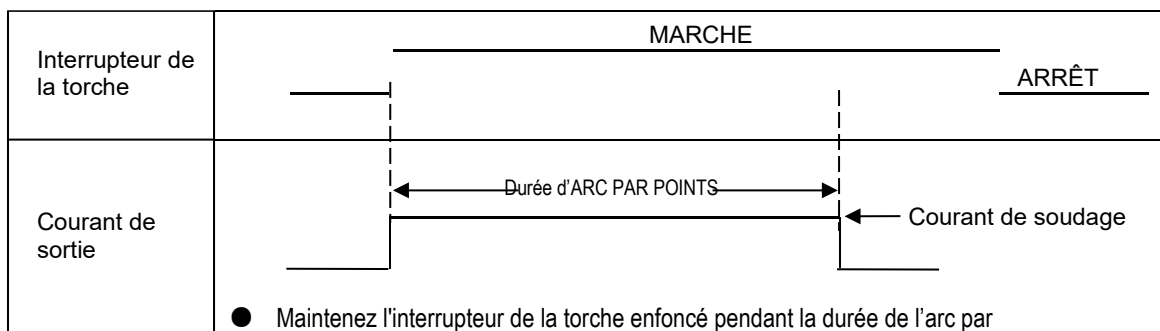 Interrupteur de
la torche
MARCHE
ARRÊT
Courant de
sortie
Durée d’ARC PAR POINTS
Courant de soudage
● Maintenez l'interrupteur de la torche enfoncé pendant la durée de l’arc par